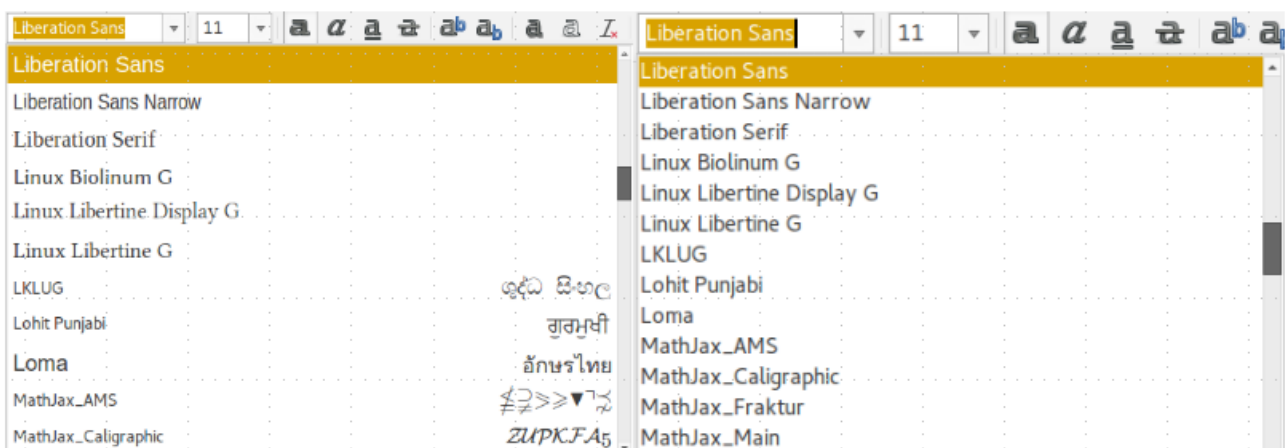 Liberation Sans 11 a a a a ab ab a a I
Liberation Sans
Liberation Sans Narrow
Liberation Serif
Linux Biolinum G
Linux Libertine Display G
Linux Libertine G
LKLUG ශුද්ධ සිංහල
Lohit Punjabi ਗੁਰਮੁਖੀ
Loma อักษรไทย
MathJax_AMS
MathJax_Caligraphic ZUPKFA5
Liberation Sans 11 a a a a ab a
Liberation Sans
Liberation Sans Narrow
Liberation Serif
Linux Biolinum G
Linux Libertine Display G
Linux Libertine G
LKLUG
Lohit Punjabi
Loma
MathJax_AMS
MathJax_Caligraphic
MathJax_Fraktur
MathJax_Main